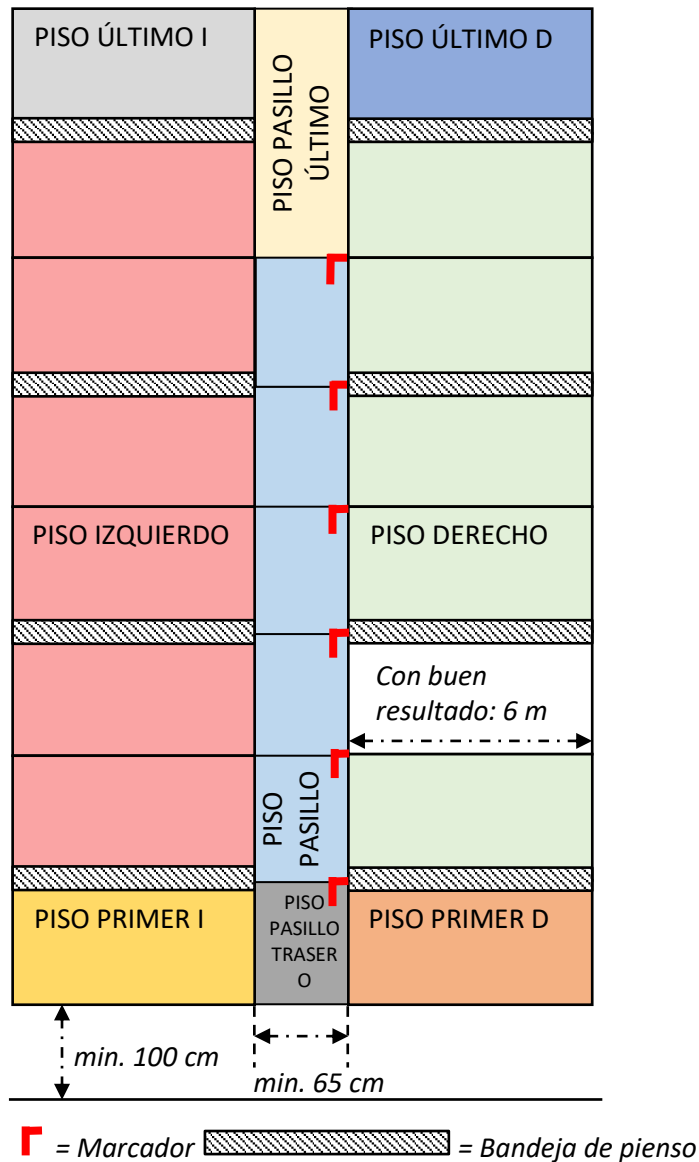 PISO ÚLTIMO I
PISO PASILLO
ÚLTIMO
PISO ÚLTIMO D
PISO IZQUIERDO
PISO DERECHO
Con buen
resultado: 6 m
PISO
PASILLO
PISO PRIMER I
PISO
PASILLO
TRASER
O
PISO PRIMER D
min. 100 cm
min. 65 cm
= Marcador
= Bandeja de pienso